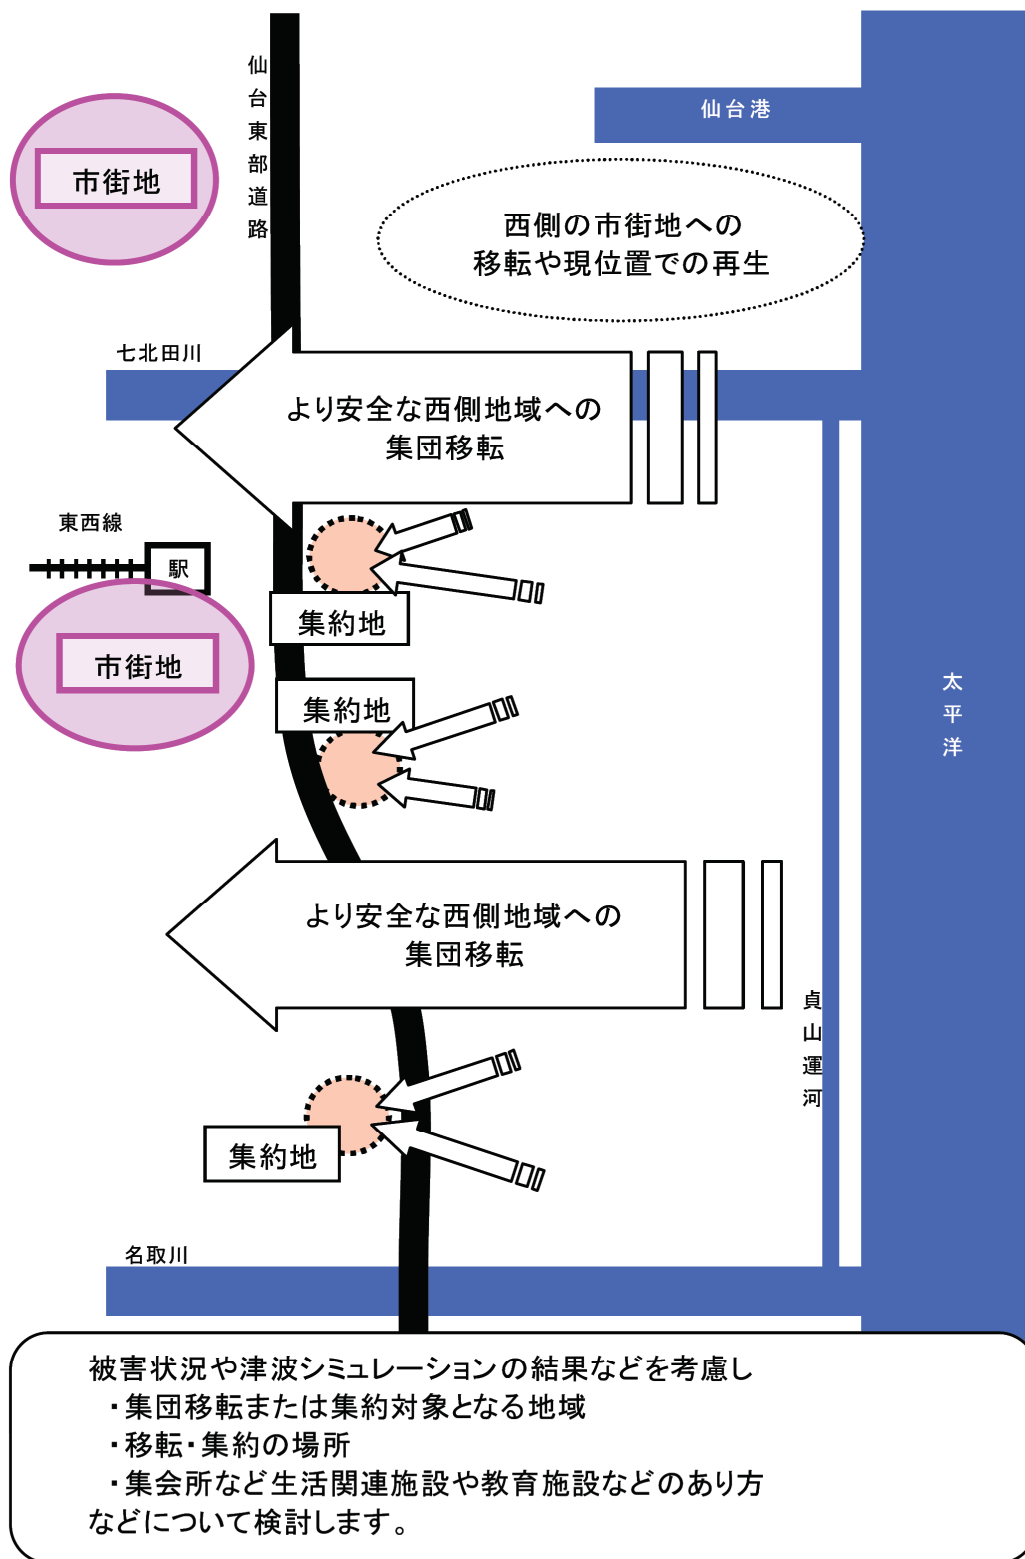 仙台東部道路
仙台港
市街地
西側の市街地への
移転や現位置での再生
七北田川
より安全な西側地域への
集団移転
東西線
駅
集約地
市街地
集約地
太平洋
より安全な西側地域への
集団移転
貞山運河
集約地
名取川
被害状況や津波シミュレーションの結果などを考慮し
・集団移転または集約対象となる地域
・移転・集約の場所
・集会所など生活関連施設や教育施設などのあり方
などについて検討します。